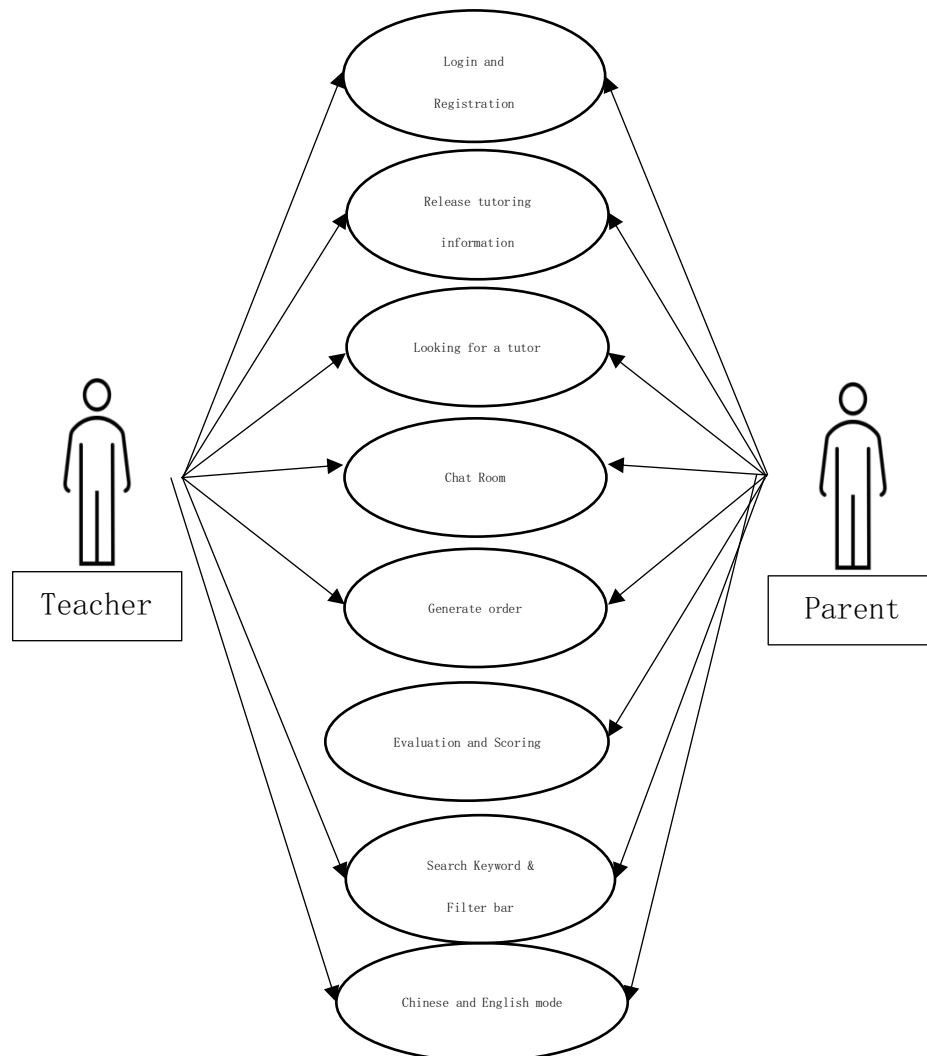 Login and
Registration
Release tutoring
information
Looking for a tutor
Chat Room
Teacher
Parent
Generate order
Evaluation and Scoring
Search Keyword &
Filter bar
Chinese and English mode